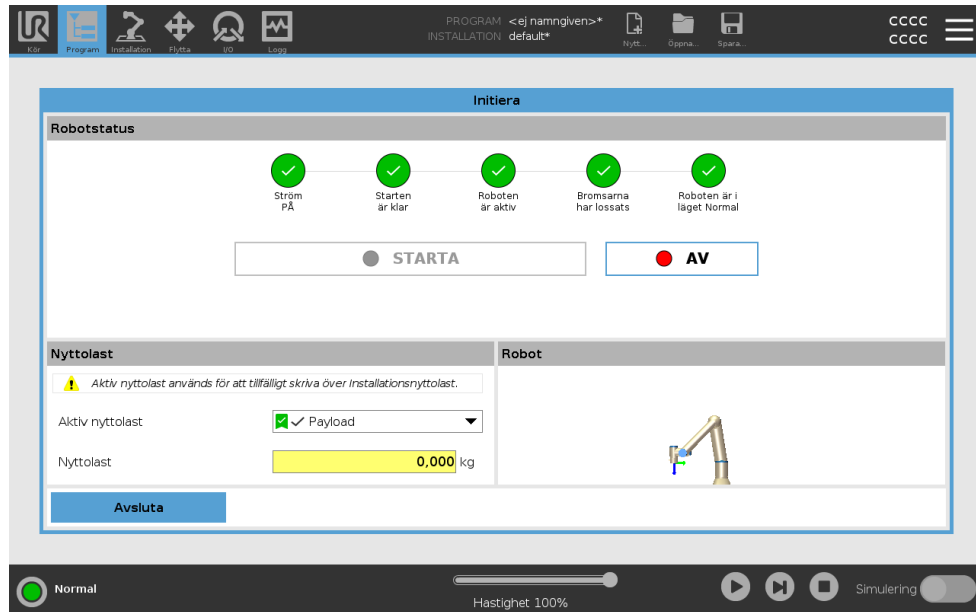 PROGRAM <ej namngiven>*
INSTALLATION default*
CCCC
CCCC
Kör
Program
Installation
Flytta
I/O
Logg
Nytt...
Öppna...
Spara...
Initiera
Robotstatus
Ström
PÅ
Starten
är klar
Roboten
är aktiv
Bromsarna
har lossats
Roboten är i
läget Normal
STARTA
AV
Nyttolast
Robot
Aktiv nyttolast används för att tillfälligt skriva över Installationsnyttolast.
Aktiv nyttolast
Payload
Nyttolast
0,000 kg
Avsluta
Normal
Hastighet 100%
Simulering